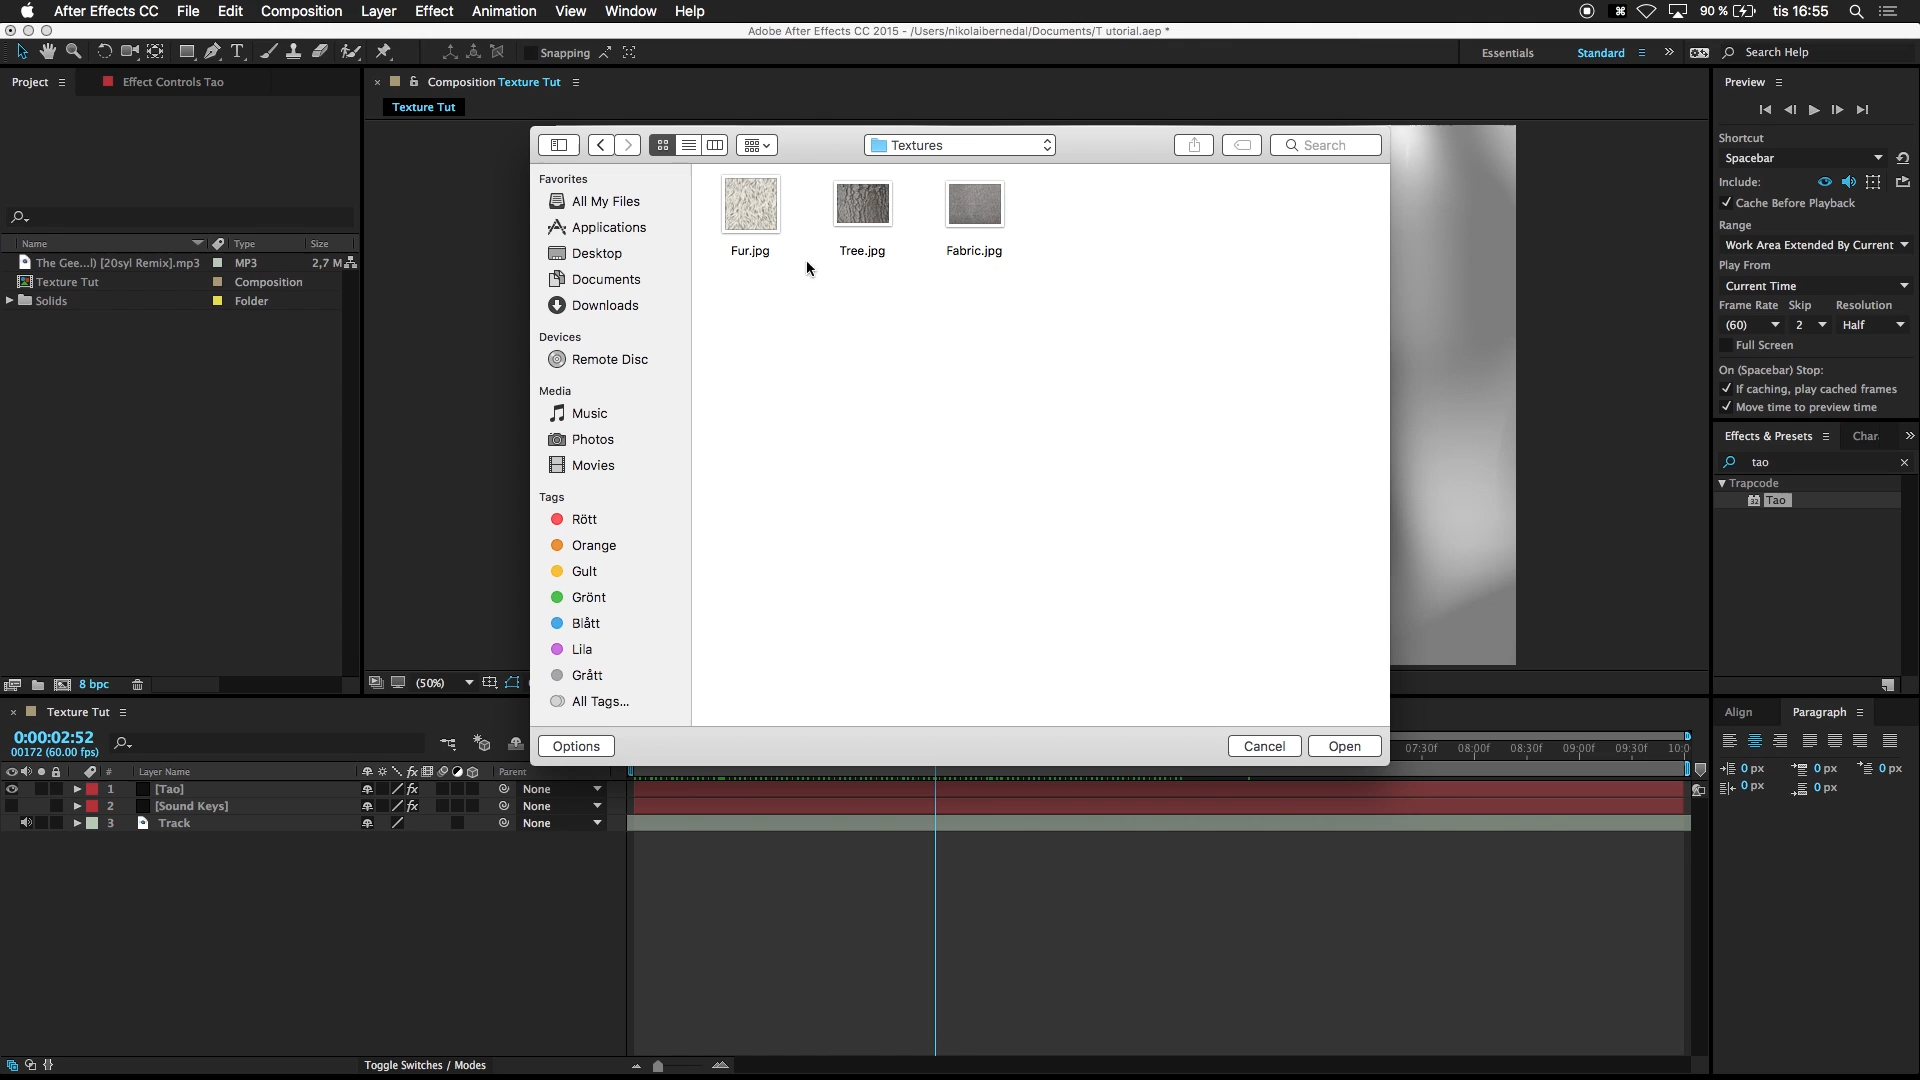 After Effects CC File Edit Composition Layer Effect Animation View Window Help 90 % tis 16:55
Adobe After Effects CC 2015 - /Users/nikolaibernedal/Documents/T utorial.aep *
Snapping Essentials Standard Search Help
Project Effect Controls Tao
Composition Texture Tut
Texture Tut
Name Type Size
The Gee...l) [20syl Remix].mp3 MP3 2,7 M
Texture Tut Composition
Solids Folder
8 bpc
Textures
Search
Favorites
All My Files
Applications
Desktop
Documents
Downloads
Devices
Remote Disc
Media
Music
Photos
Movies
Tags
Rött
Orange
Gult
Grönt
Blått
Lila
Grått
All Tags...
Fur.jpg Tree.jpg Fabric.jpg
Options Cancel Open
(50%)
Preview
Shortcut
Spacebar
Include:
Cache Before Playback
Range
Work Area Extended By Current
Play From
Current Time
Frame Rate Skip Resolution
(60) 2 Half
Full Screen
On (Spacebar) Stop:
If caching, play cached frames
Move time to preview time
Effects & Presets Char
tao
Trapcode
32 Tao
Align Paragraph
0 px 0 px 0 px
0 px 0 px
Texture Tut
0:00:02:52
00172 (60.00 fps)
07:30f 08:00f 08:30f 09:00f 09:30f 10:0
# Layer Name fx Parent
1 [Tao] fx None
2 [Sound Keys] fx None
3 Track None
Toggle Switches / Modes